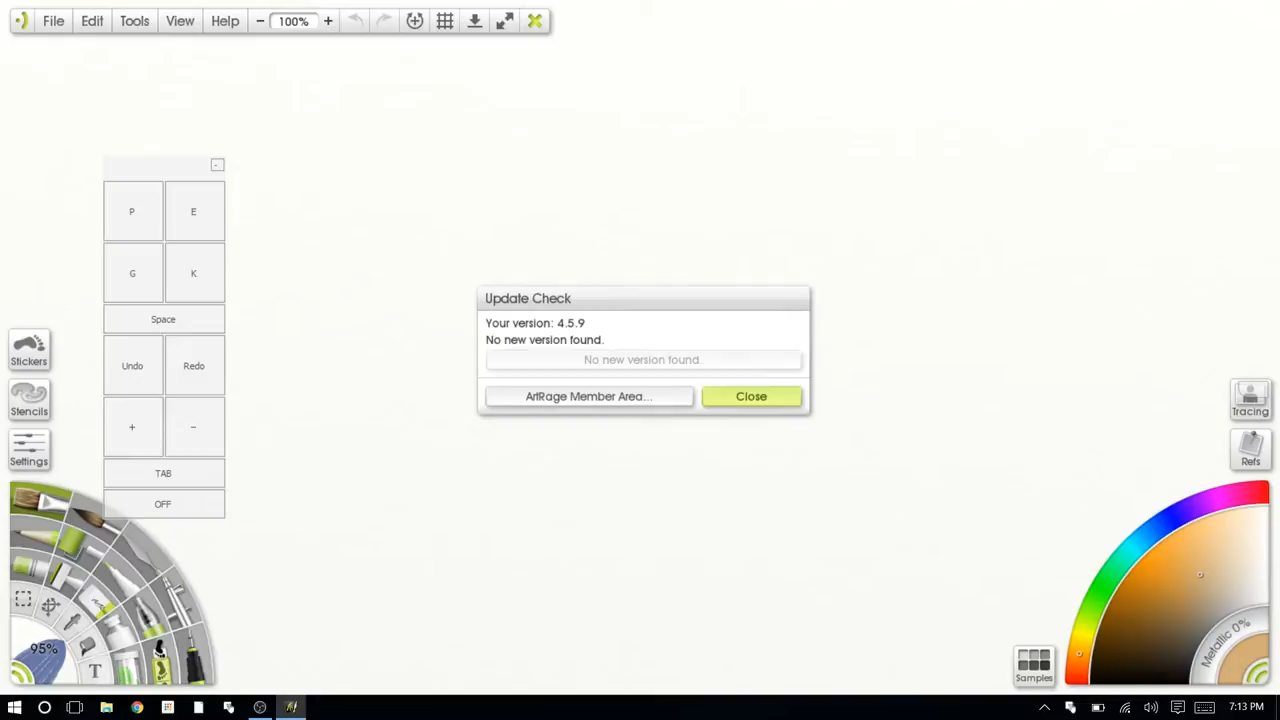 File Edit Tools View Help − 100% +
P E
G K
Space
Undo Redo
+ −
TAB
OFF
Update Check
Your version: 4.5.9
No new version found.
No new version found.
ArtRage Member Area... Close
Stickers
Stencils
Settings
95%
T
Tracing
Refs
Metallic 0%
Samples
7:13 PM